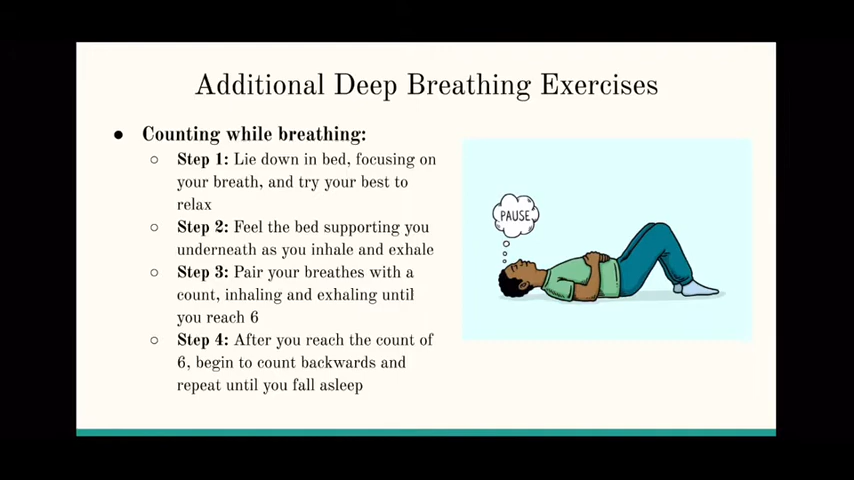 Additional Deep Breathing Exercises
● Counting while breathing:
○ Step 1: Lie down in bed, focusing on
your breath, and try your best to
relax
○ Step 2: Feel the bed supporting you
underneath as you inhale and exhale
○ Step 3: Pair your breathes with a
count, inhaling and exhaling until
you reach 6
○ Step 4: After you reach the count of
6, begin to count backwards and
repeat until you fall asleep
PAUSE